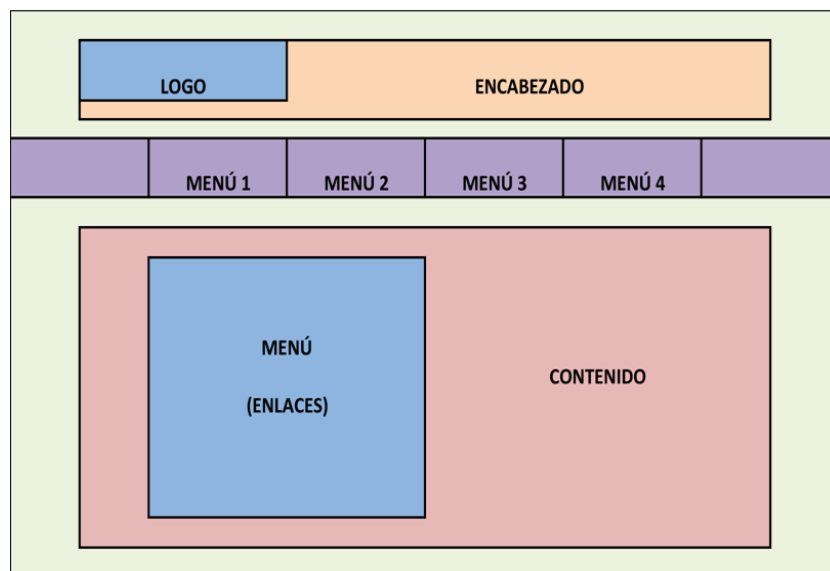 LOGO
ENCABEZADO
MENÚ 1
MENÚ 2
MENÚ 3
MENÚ 4
MENÚ
(ENLACES)
CONTENIDO